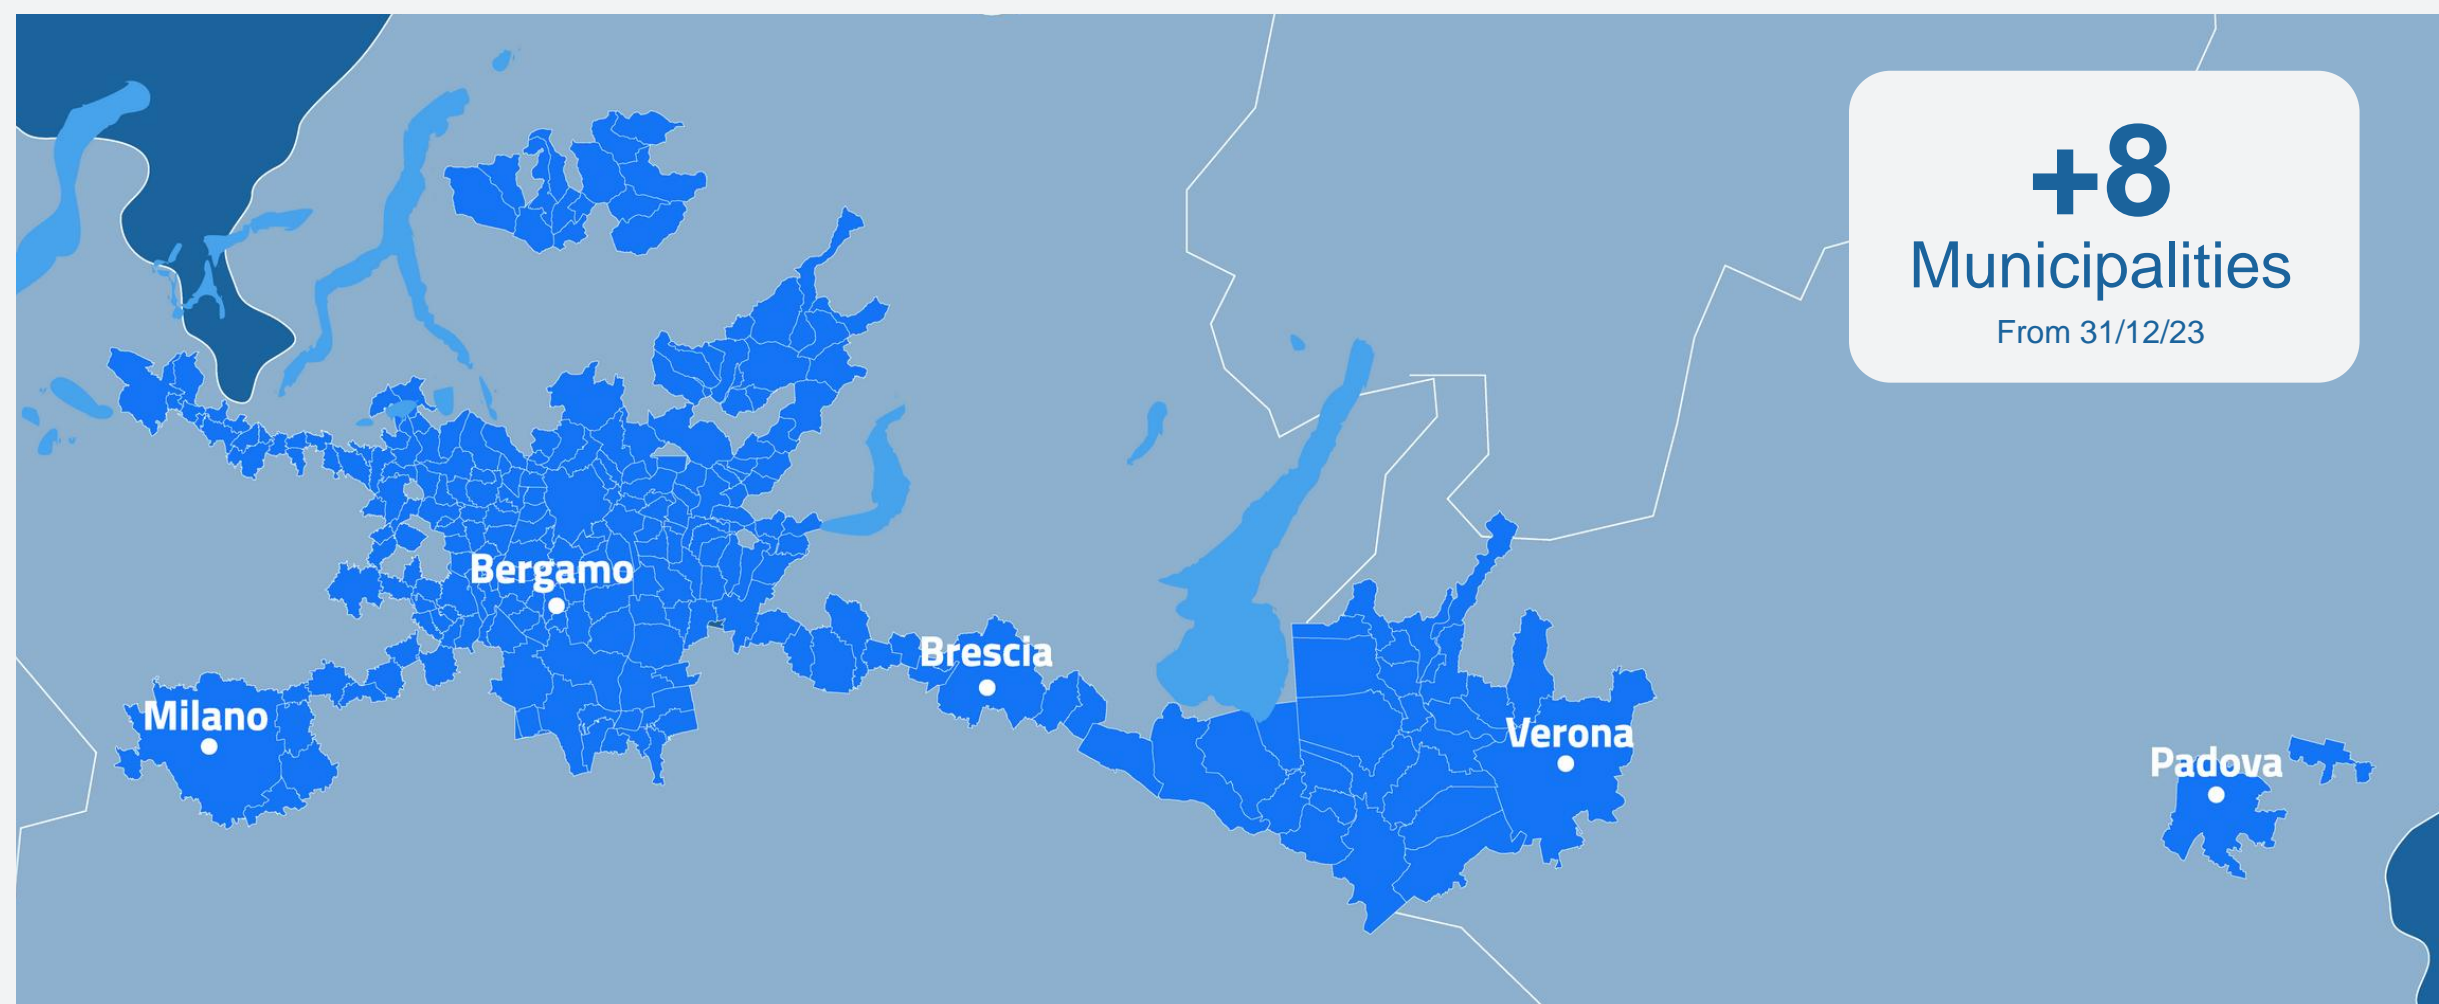 +8
Municipalities
From 31/12/23
Bergamo
Brescia
Milano
Verona
Padova